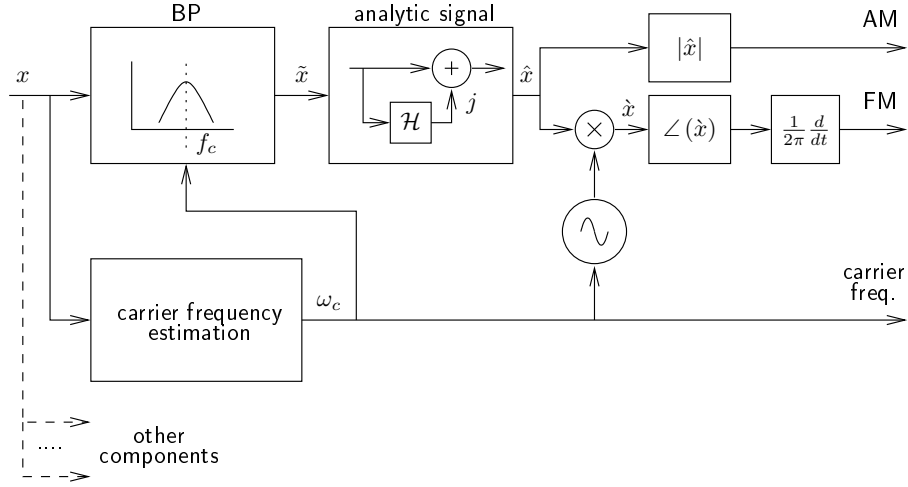 BP
analytic signal
AM
x
x̃
+
x̂
|x̂|
j
ℋ
FM
f_c
×
x̀
∠(x̀)
1/2π d/dt
carrier
freq.
ω_c
carrier frequency
estimation
....
other
components